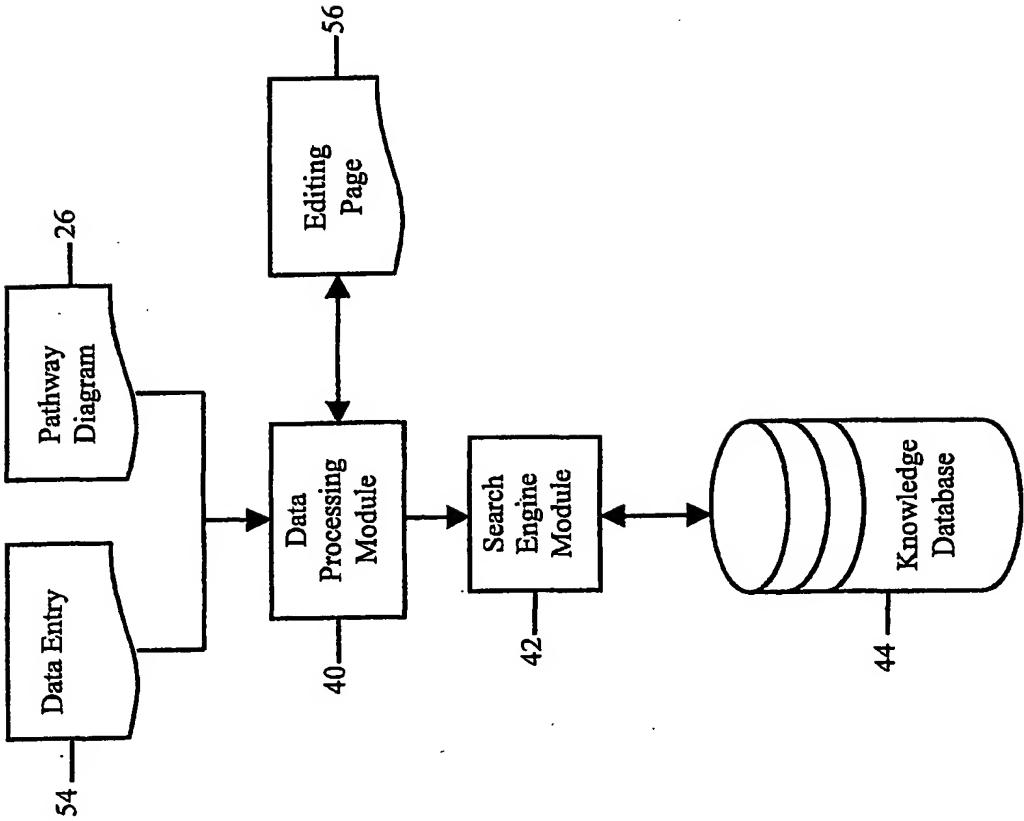 54
Data Entry
Pathway
Diagram
26
40
Data
Processing
Module
Editing
Page
56
42
Search
Engine
Module
44
Knowledge
Database